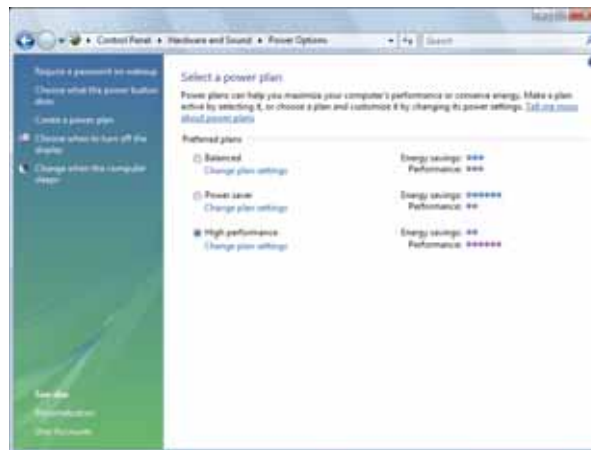 Control Panel ▸ Hardware and Sound ▸ Power Options
Search
Require a password on wakeup
Choose what the power button
does
Create a power plan
Choose when to turn off the
display
Change when the computer
sleeps
Select a power plan
Power plans can help you maximize your computer's performance or conserve energy. Make a plan
active by selecting it, or choose a plan and customize it by changing its power settings. Tell me more
about power plans
Preferred plans
Balanced
Energy savings:
Change plan settings
Performance:
Power saver
Energy savings:
Change plan settings
Performance:
High performance
Energy savings:
Change plan settings
Performance:
See also
Personalization
User Accounts